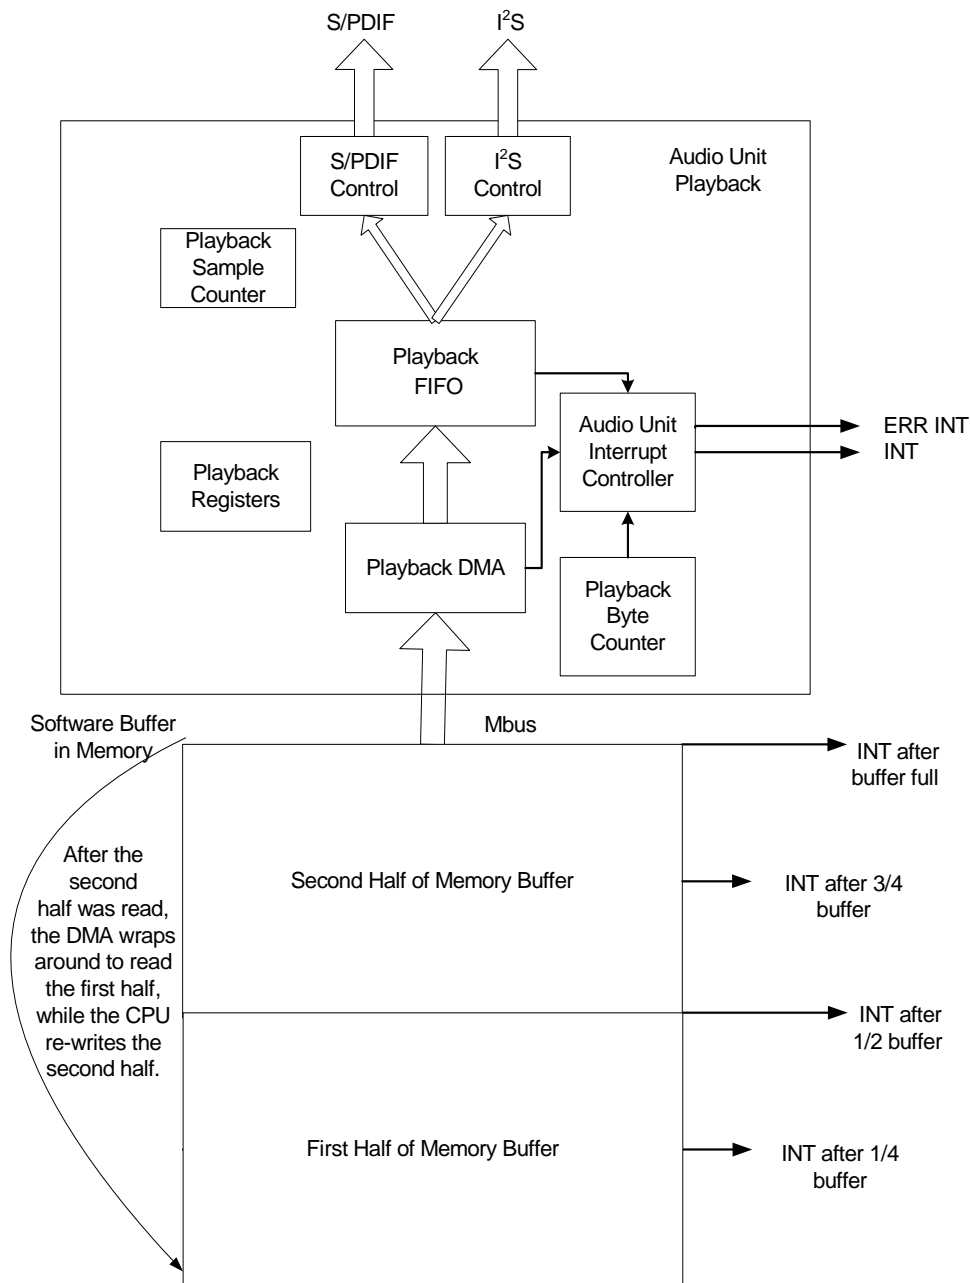 S/PDIF
I²S
S/PDIF
Control
I²S
Control
Audio Unit
Playback
Playback
Sample
Counter
Playback
FIFO
Audio Unit
Interrupt
Controller
ERR INT
INT
Playback
Registers
Playback DMA
Playback
Byte
Counter
Software Buffer
in Memory
Mbus
INT after
buffer full
After the
second
half was read,
the DMA wraps
around to read
the first half,
while the CPU
re-writes the
second half.
Second Half of Memory Buffer
INT after 3/4
buffer
INT after
1/2 buffer
First Half of Memory Buffer
INT after 1/4
buffer